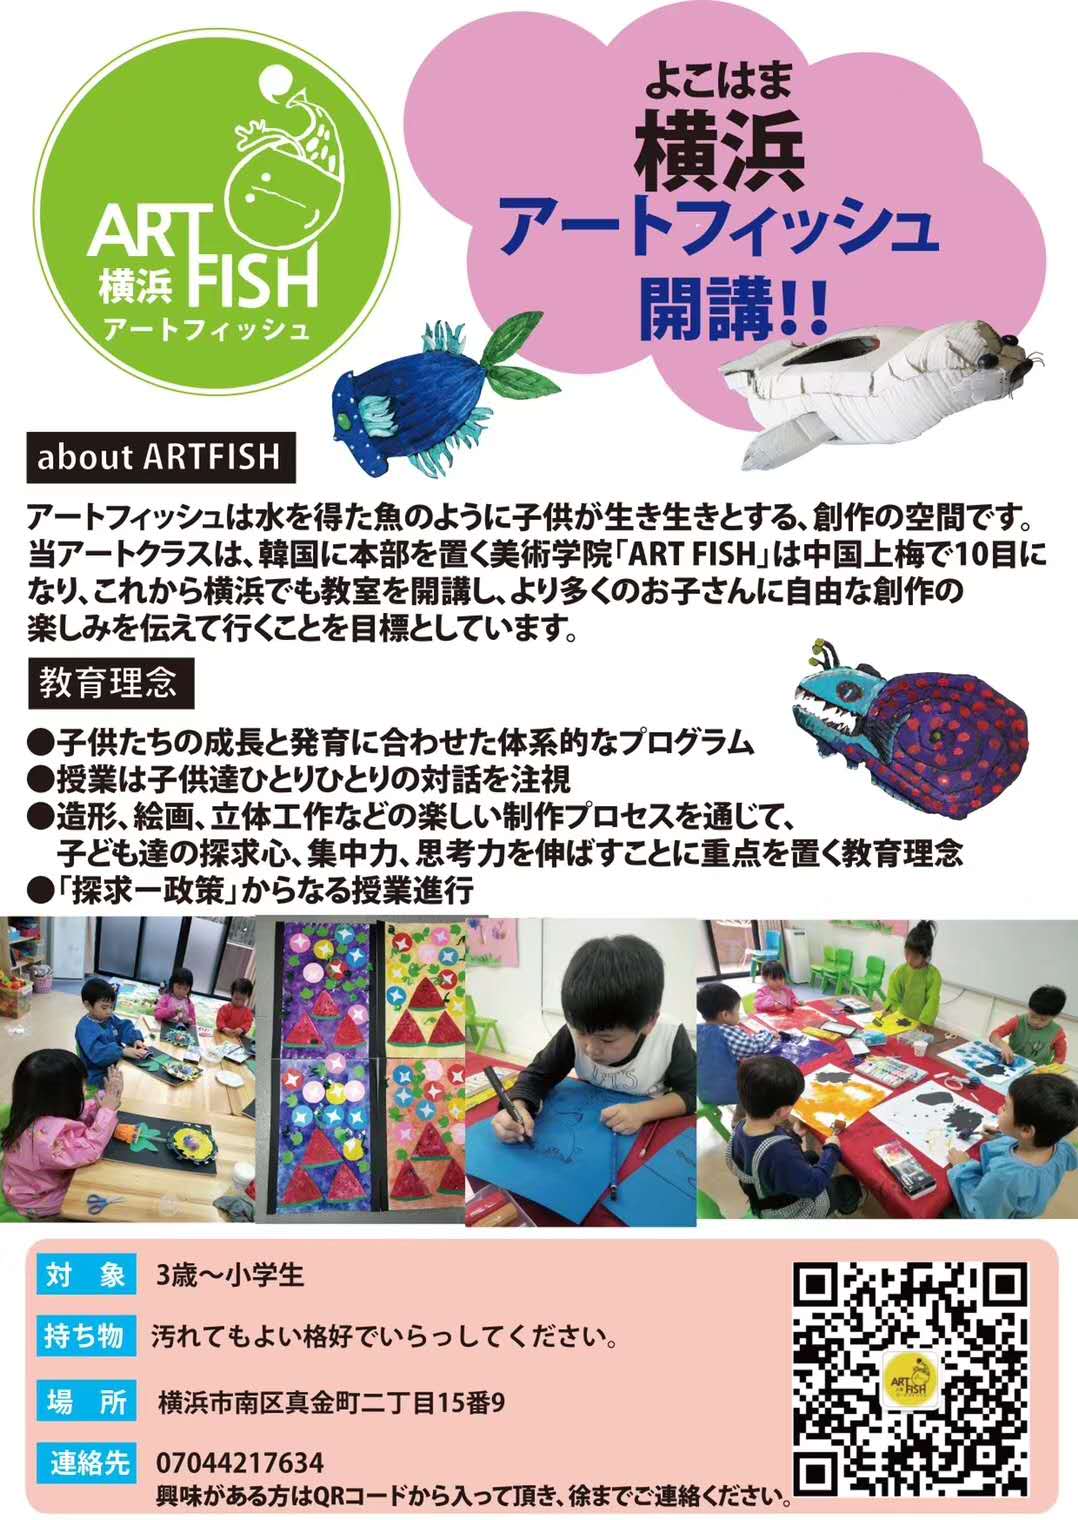 ART
FISH
横浜
アートフィッシュ
よこはま
横浜
アートフィッシュ
開講!!
about ARTFISH
アートフィッシュは水を得た魚のように子供が生き生きとする、創作の空間です。
当アートクラスは、韓国に本部を置く美術学院「ART FISH」は中国上梅で10目に
なり、これから横浜でも教室を開講し、より多くのお子さんに自由な創作の
楽しみを伝えて行くことを目標としています。
教育理念
●子供たちの成長と発育に合わせた体系的なプログラム
●授業は子供達ひとりひとりの対話を注視
●造形、絵画、立体工作などの楽しい制作プロセスを通じて、
子ども達の探求心、集中力、思考力を伸ばすことに重点を置く教育理念
●「探求ー政策」からなる授業進行
対　象 3歳～小学生
持ち物 汚れてもよい格好でいらっしてください。
場　所 横浜市南区真金町二丁目15番9
連絡先 07044217634
興味がある方はQRコードから入って頂き、徐までご連絡ください。
ART
FISH